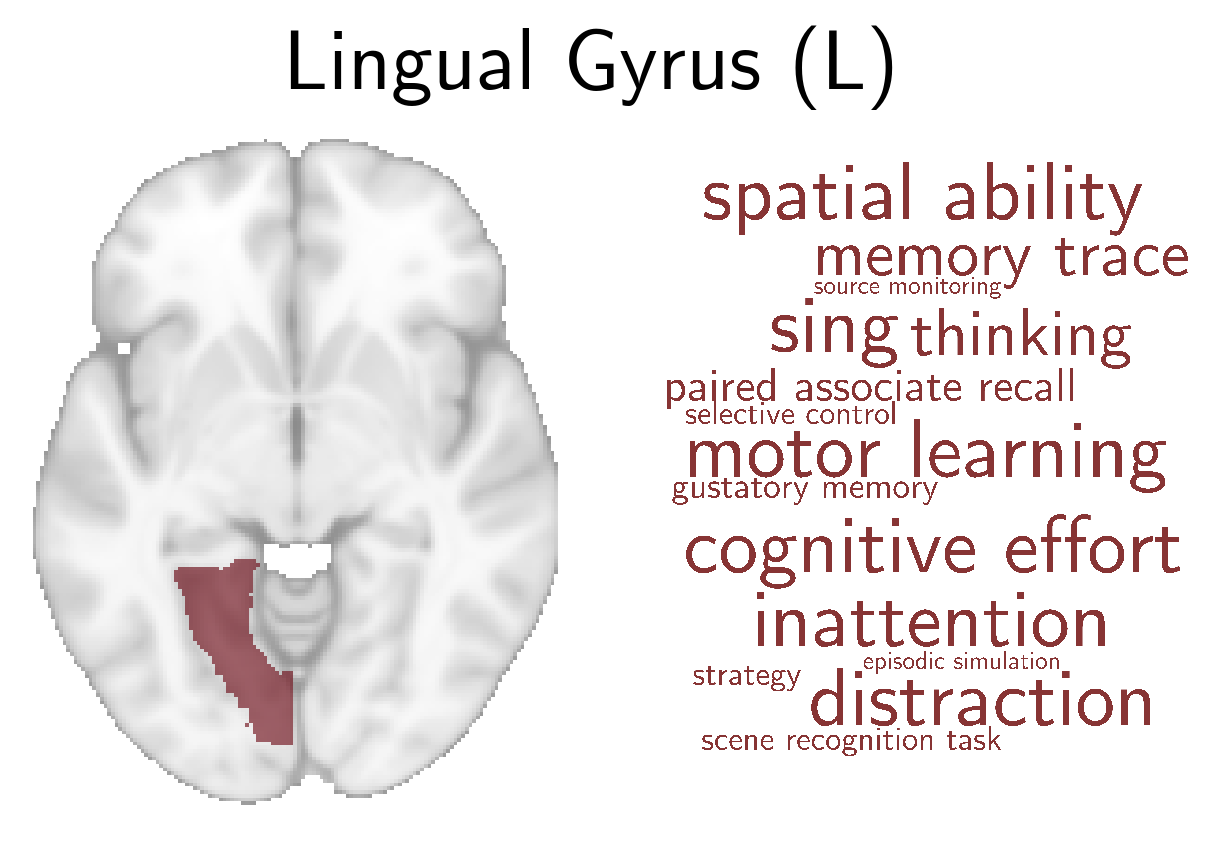 Lingual Gyrus (L)
spatial ability
memory trace
source monitoring
sing thinking
paired associate recall
selective control
motor learning
gustatory memory
cognitive effort
inattention
episodic simulation
strategy
distraction
scene recognition task